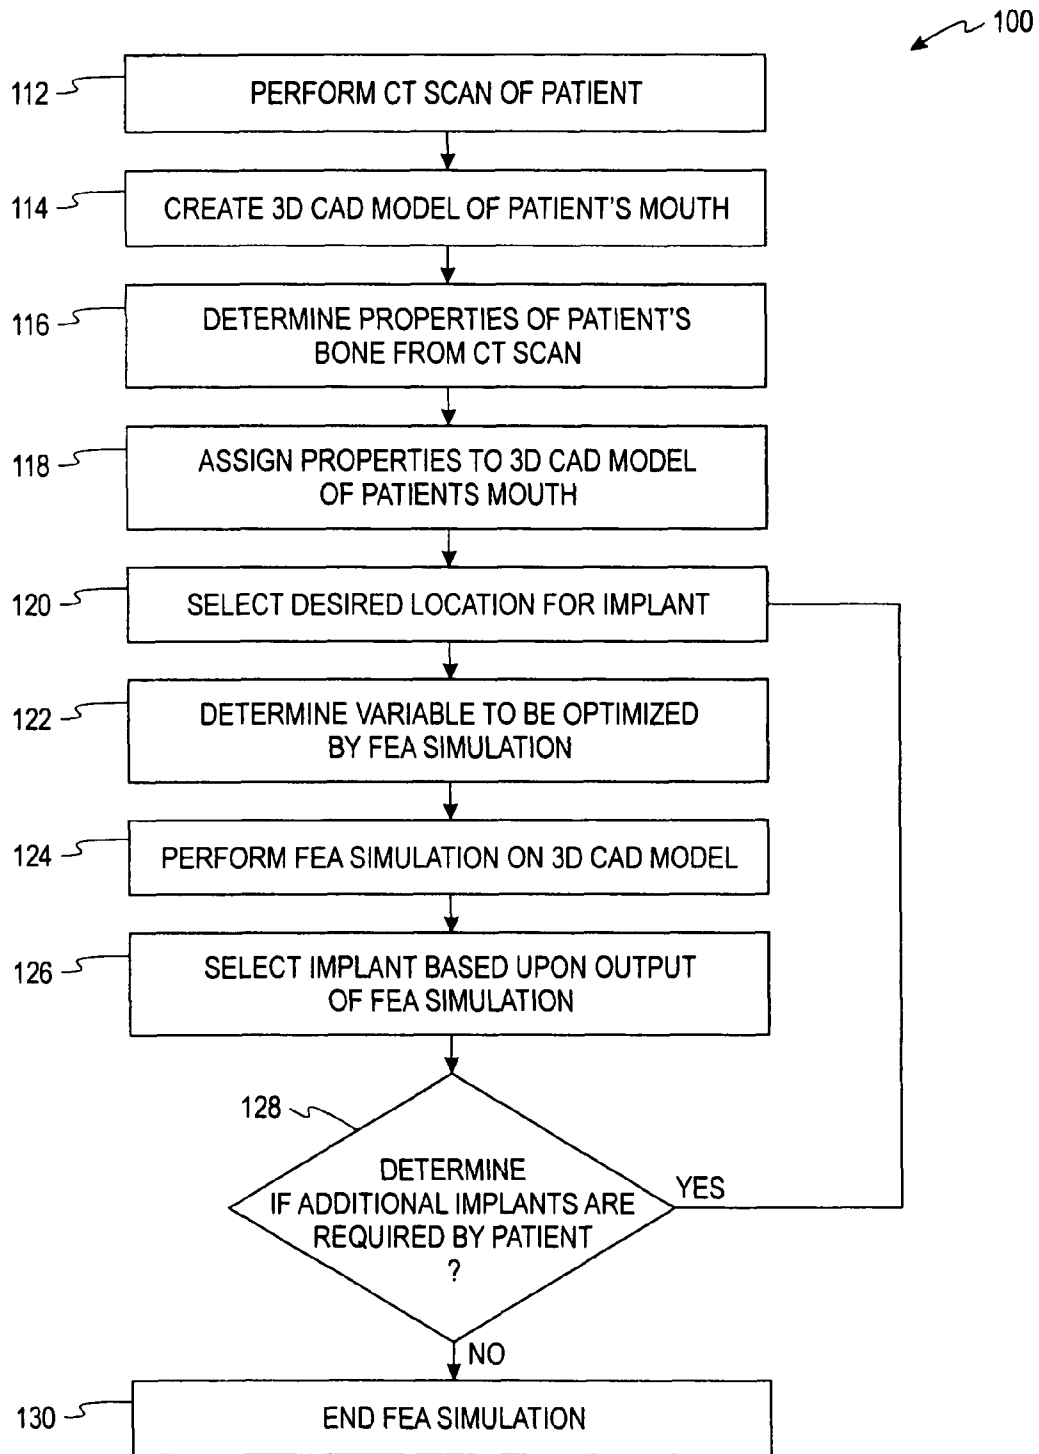 100
112
PERFORM CT SCAN OF PATIENT
114
CREATE 3D CAD MODEL OF PATIENT'S MOUTH
116
DETERMINE PROPERTIES OF PATIENT'S
BONE FROM CT SCAN
118
ASSIGN PROPERTIES TO 3D CAD MODEL
OF PATIENTS MOUTH
120
SELECT DESIRED LOCATION FOR IMPLANT
122
DETERMINE VARIABLE TO BE OPTIMIZED
BY FEA SIMULATION
124
PERFORM FEA SIMULATION ON 3D CAD MODEL
126
SELECT IMPLANT BASED UPON OUTPUT
OF FEA SIMULATION
128
DETERMINE
IF ADDITIONAL IMPLANTS ARE
REQUIRED BY PATIENT
?
YES
NO
130
END FEA SIMULATION